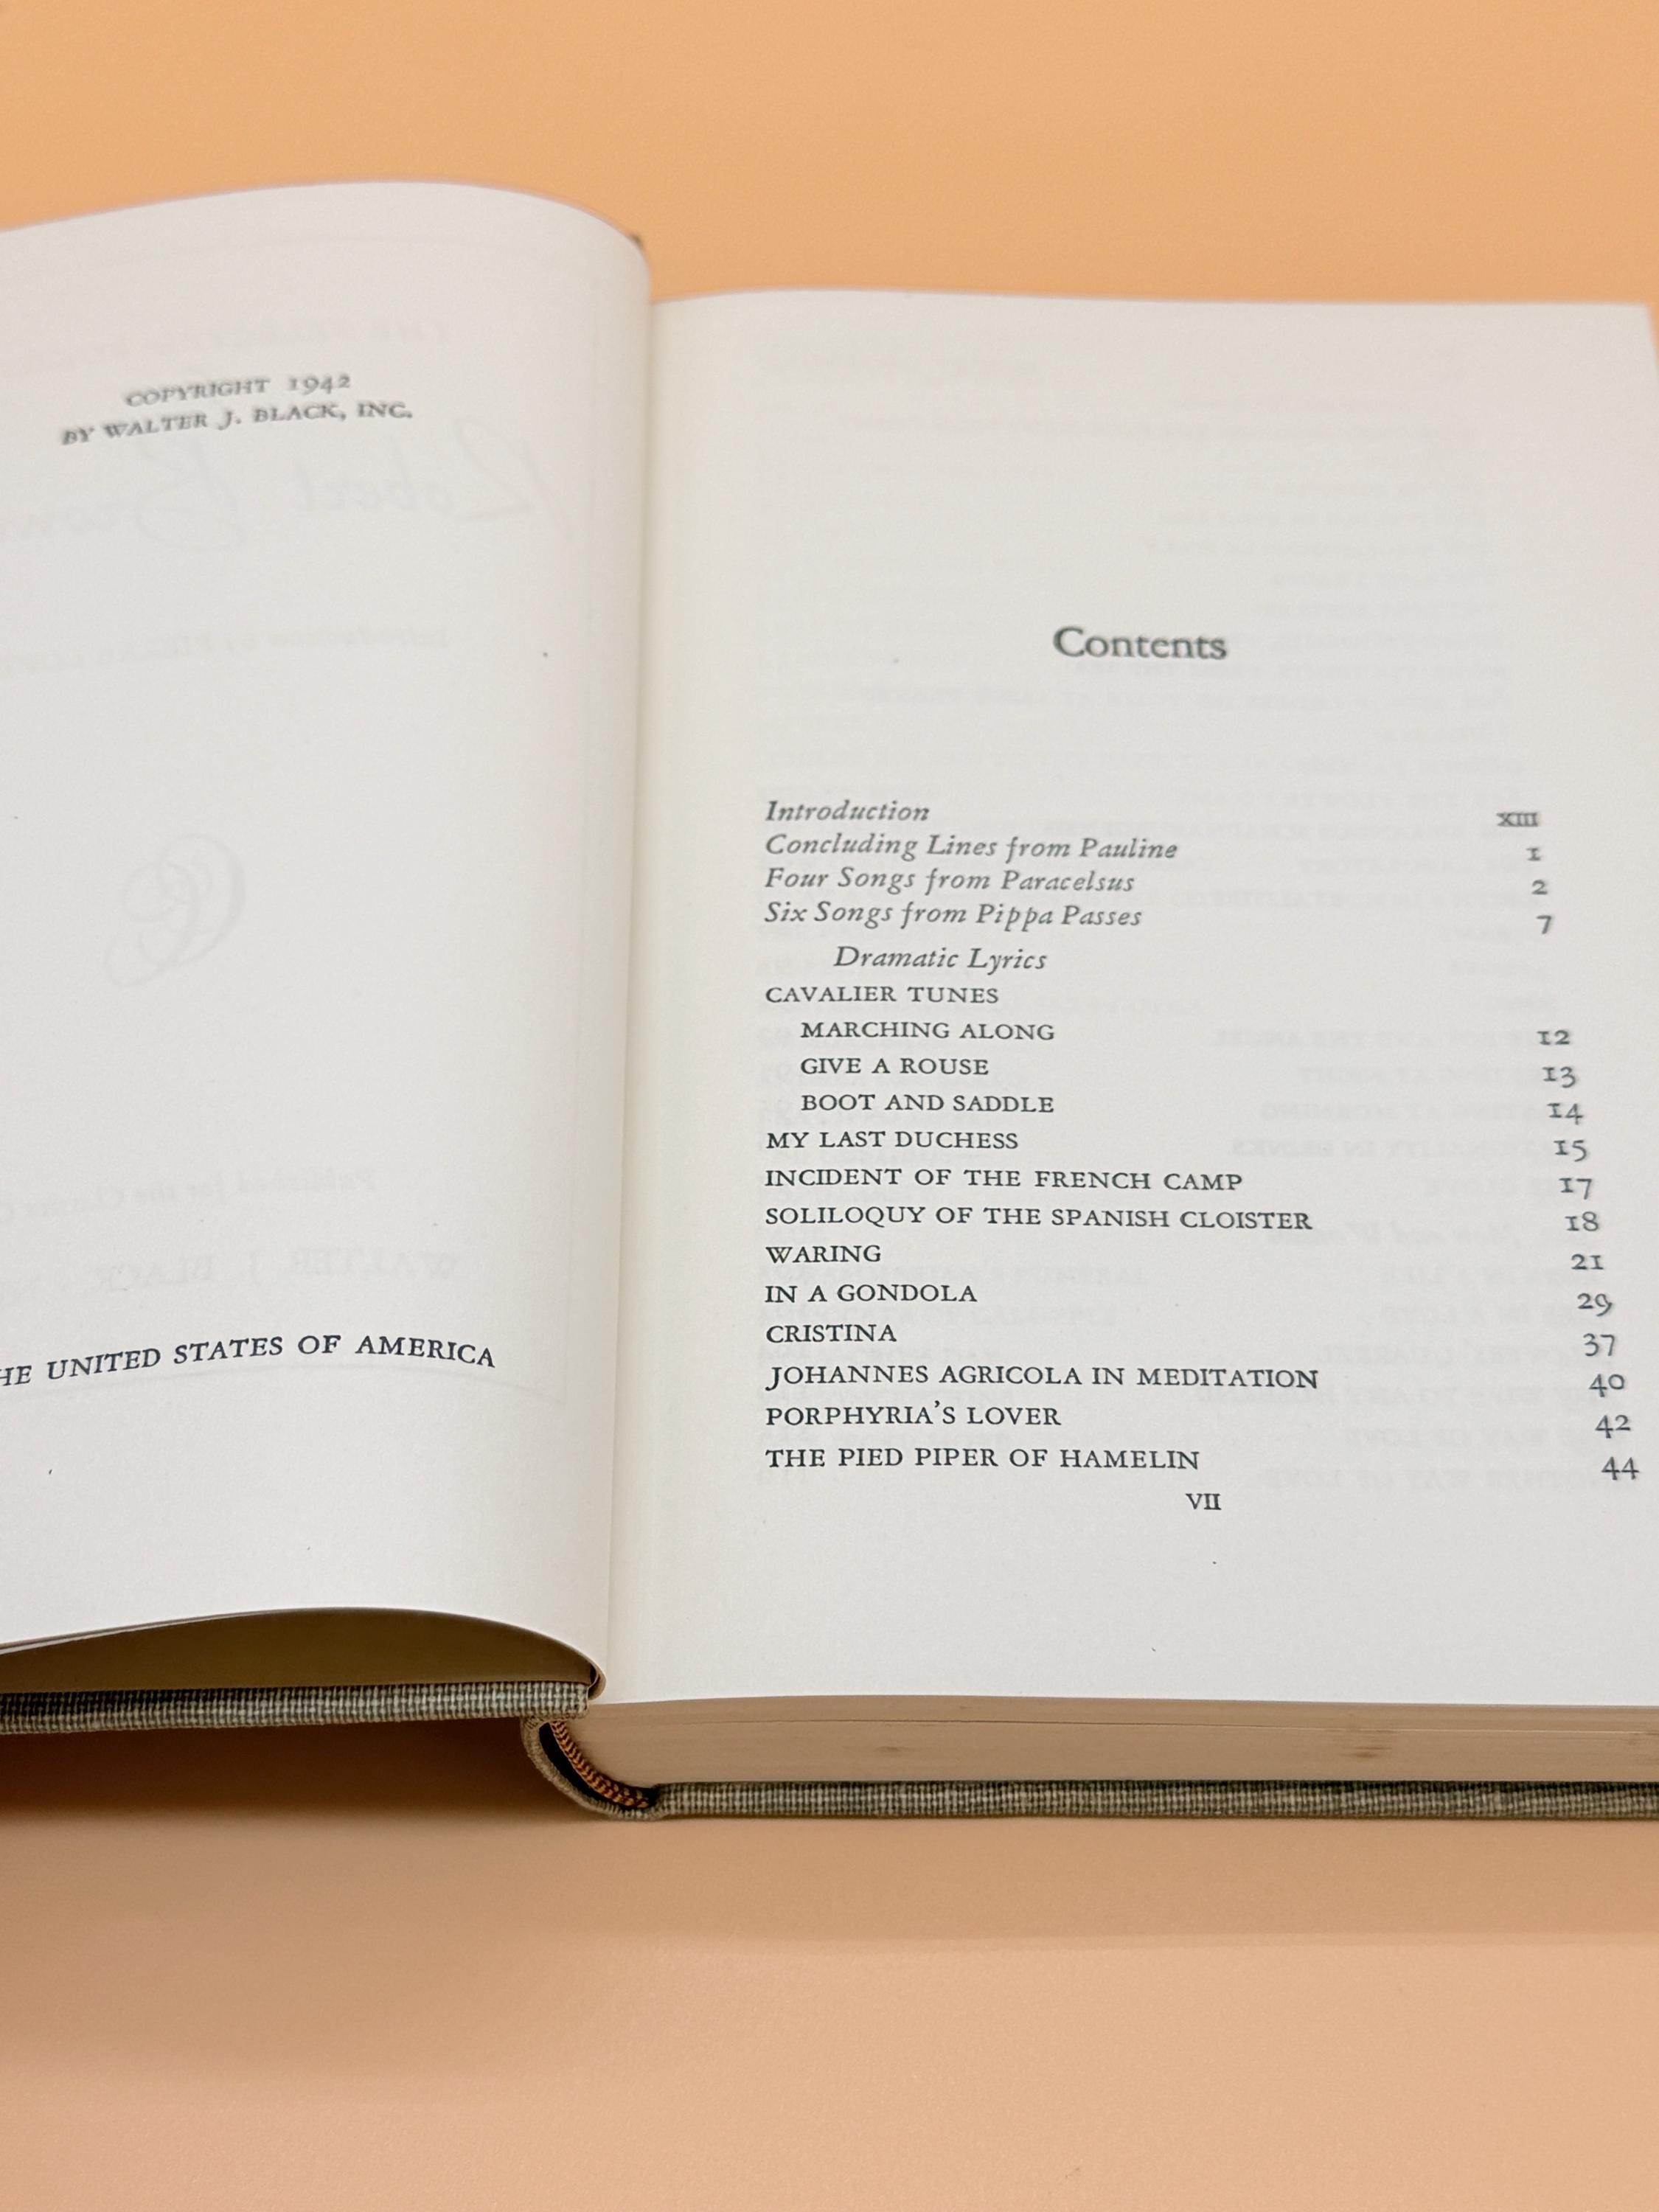 COPYRIGHT 1942
BY WALTER J. BLACK, INC.
THE UNITED STATES OF AMERICA
Contents
Introduction XIII
Concluding Lines from Pauline 1
Four Songs from Paracelsus 2
Six Songs from Pippa Passes 7
Dramatic Lyrics
CAVALIER TUNES
MARCHING ALONG 12
GIVE A ROUSE 13
BOOT AND SADDLE 14
MY LAST DUCHESS 15
INCIDENT OF THE FRENCH CAMP 17
SOLILOQUY OF THE SPANISH CLOISTER 18
WARING 21
IN A GONDOLA 29
CRISTINA 37
JOHANNES AGRICOLA IN MEDITATION 40
PORPHYRIA'S LOVER 42
THE PIED PIPER OF HAMELIN 44
VII